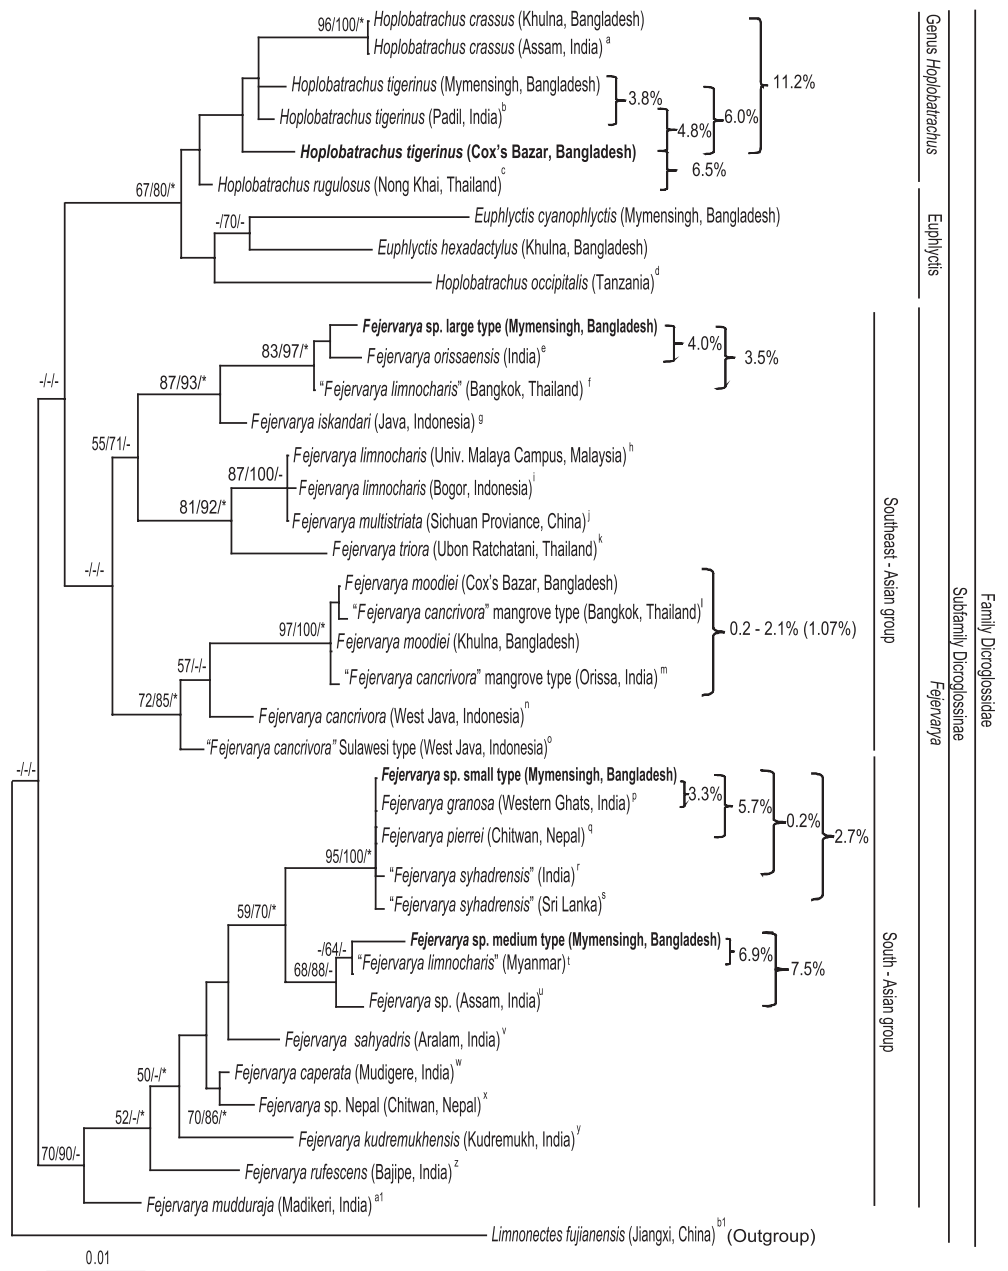 96/100/*
Hoplobatrachus crassus (Khulna, Bangladesh)
Hoplobatrachus crassus (Assam, India) a
11.2%
Hoplobatrachus tigerinus (Mymensingh, Bangladesh)
3.8%
Hoplobatrachus tigerinus (Padil, India) b
6.0%
4.8%
Hoplobatrachus tigerinus (Cox's Bazar, Bangladesh)
6.5%
Hoplobatrachus rugulosus (Nong Khai, Thailand) c
67/80/*
Genus Hoplobatrachus
-/70/-
Euphlyctis cyanophlyctis (Mymensingh, Bangladesh)
Euphlyctis hexadactylus (Khulna, Bangladesh)
Hoplobatrachus occipitalis (Tanzania) d
Euphlyctis
Fejervarya sp. large type (Mymensingh, Bangladesh)
83/97/*
4.0%
Fejervarya orissaensis (India) e
3.5%
-/-/-
87/93/*
"Fejervarya limnocharis" (Bangkok, Thailand) f
Fejervarya iskandari (Java, Indonesia) g
55/71/-
Fejervarya limnocharis (Univ. Malaya Campus, Malaysia) h
87/100/-
Fejervarya limnocharis (Bogor, Indonesia) i
81/92/*
Fejervarya multistriata (Sichuan Proviance, China) j
Fejervarya triora (Ubon Ratchatani, Thailand) k
-/-/-
Fejervarya moodiei (Cox's Bazar, Bangladesh)
"Fejervarya cancrivora" mangrove type (Bangkok, Thailand) l
97/100/*
0.2 - 2.1% (1.07%)
Fejervarya moodiei (Khulna, Bangladesh)
57/-/-
"Fejervarya cancrivora" mangrove type (Orissa, India) m
72/85/*
Fejervarya cancrivora (West Java, Indonesia) n
"Fejervarya cancrivora" Sulawesi type (West Java, Indonesia) o
Southeast - Asian group
Fejervarya
Subfamily Dicroglossinae
Family Dicroglossidae
-/-/-
Fejervarya sp. small type (Mymensingh, Bangladesh)
3.3%
Fejervarya granosa (Western Ghats, India) p
5.7%
0.2%
Fejervarya pierrei (Chitwan, Nepal) q
2.7%
95/100/*
"Fejervarya syhadrensis" (India) r
"Fejervarya syhadrensis" (Sri Lanka) s
59/70/*
Fejervarya sp. medium type (Mymensingh, Bangladesh)
-/64/-
6.9%
"Fejervarya limnocharis" (Myanmar) t
68/88/-
7.5%
Fejervarya sp. (Assam, India) u
Fejervarya sahyadris (Aralam, India) v
Fejervarya caperata (Mudigere, India) w
50/-/*
Fejervarya sp. Nepal (Chitwan, Nepal) x
52/-/*
70/86/*
Fejervarya kudremukhensis (Kudremukh, India) y
70/90/-
Fejervarya rufescens (Bajipe, India) z
Fejervarya mudduraja (Madikeri, India) a1
South - Asian group
Limnonectes fujianensis (Jiangxi, China) b1 (Outgroup)
0.01